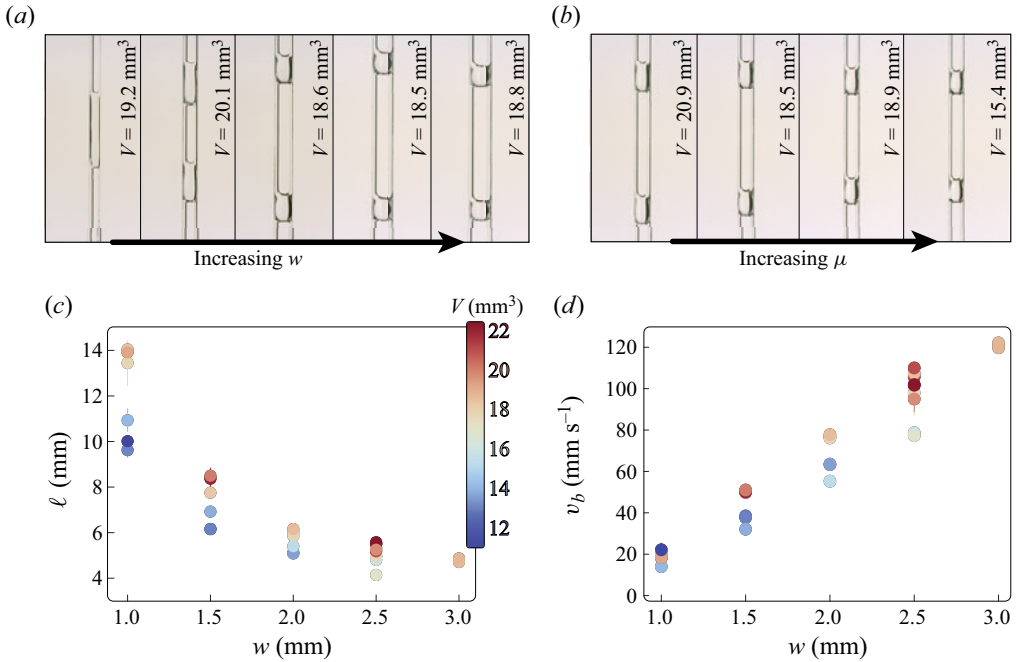 (a)
V = 19.2 mm³
V = 20.1 mm³
V = 18.6 mm³
V = 18.5 mm³
V = 18.8 mm³
Increasing w
(b)
V = 20.9 mm³
V = 18.5 mm³
V = 18.9 mm³
V = 15.4 mm³
Increasing μ
(c)
V (mm³)
22
20
18
16
14
12
14
12
10
8
6
4
ℓ (mm)
1.0 1.5 2.0 2.5 3.0
w (mm)
(d)
120
100
80
60
40
20
0
v_b (mm s⁻¹)
1.0 1.5 2.0 2.5 3.0
w (mm)